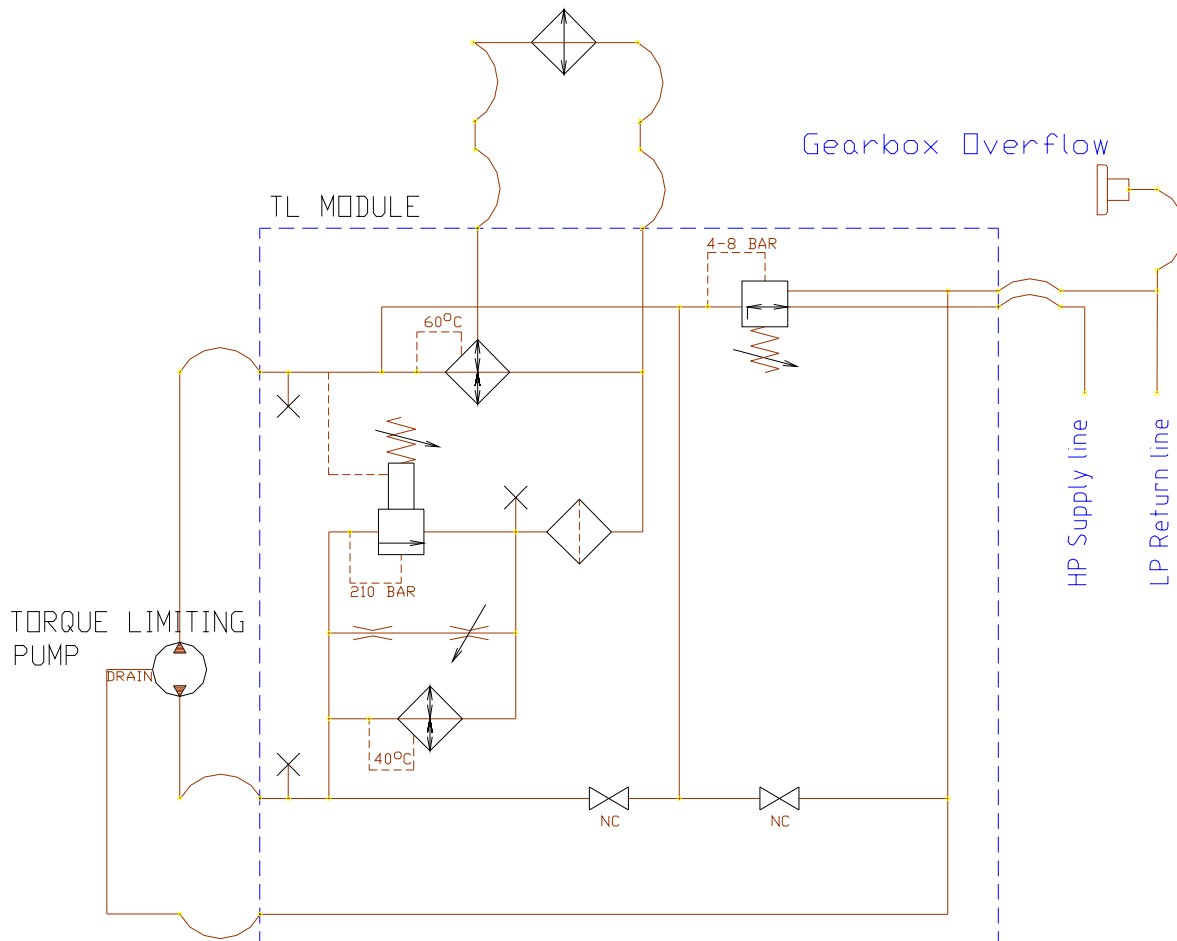 Gearbox Overflow
TL MODULE
4-8 BAR
60°C
210 BAR
HP Supply line
LP Return line
TORQUE LIMITING
PUMP
DRAIN
40°C
NC
NC